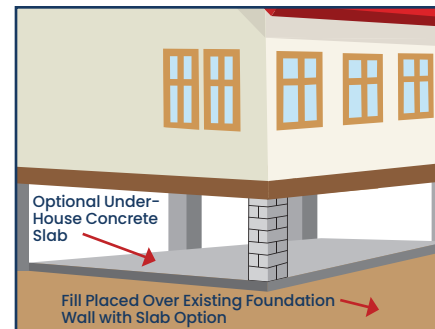 Optional Under-
House Concrete
Slab
Fill Placed Over Existing Foundation
Wall with Slab Option